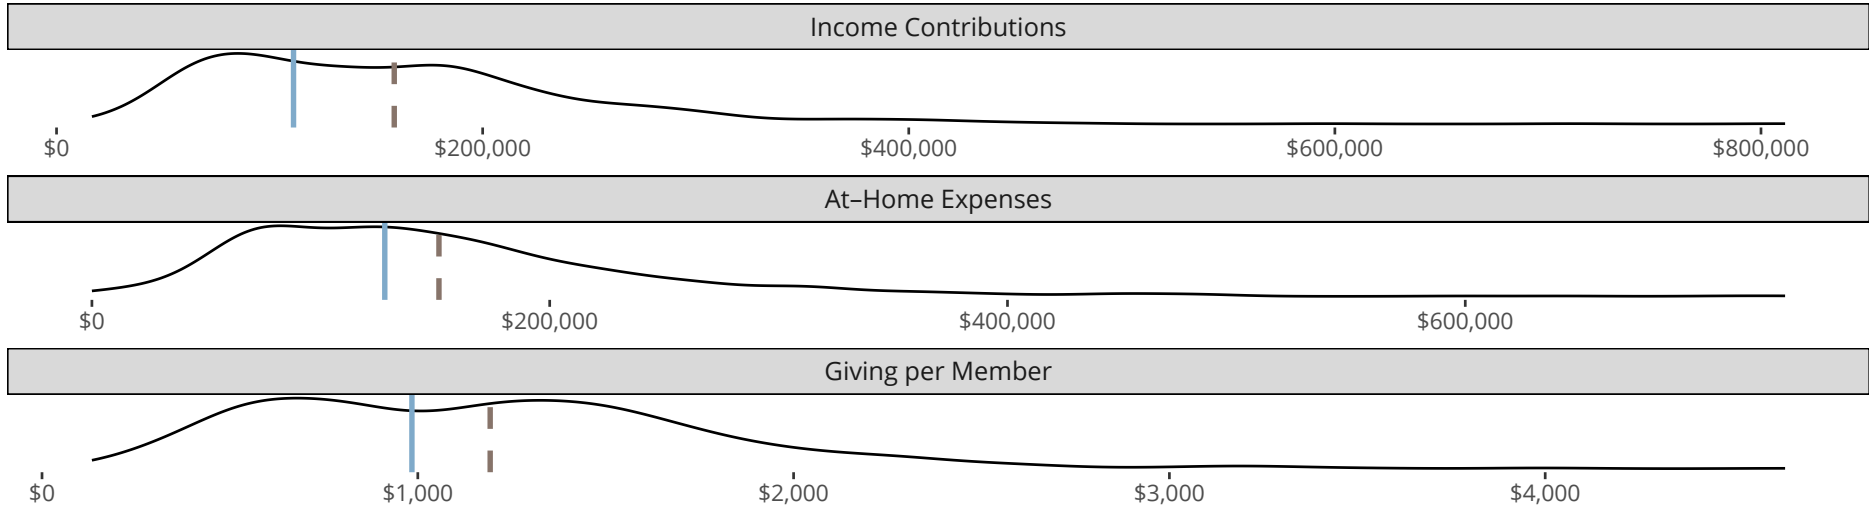 Income Contributions
$0 $200,000 $400,000 $600,000 $800,000
At–Home Expenses
$0 $200,000 $400,000 $600,000
Giving per Member
$0 $1,000 $2,000 $3,000 $4,000